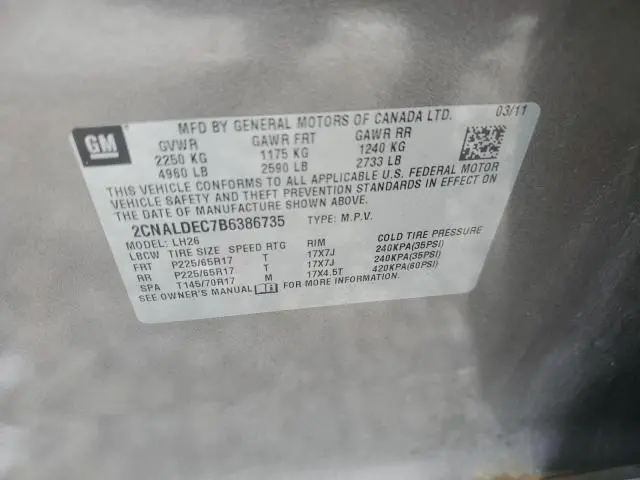 GM
MFD BY GENERAL MOTORS OF CANADA LTD. 03/11
GVWR GAWR FRT GAWR RR
2250 KG 1175 KG 1240 KG
4960 LB 2590 LB 2733 LB
THIS VEHICLE CONFORMS TO ALL APPLICABLE U.S. FEDERAL MOTOR
VEHICLE SAFETY AND THEFT PREVENTION STANDARDS IN EFFECT ON
THE DATE OF MANUFACTURE SHOWN ABOVE.
2CNALDEC7B6386735 TYPE: M.P.V.
MODEL: LH26
LBCW TIRE SIZE SPEED RTG RIM COLD TIRE PRESSURE
FRT P225/65R17 T 17X7J 240KPA(35PSI)
RR P225/65R17 T 17X7J 240KPA(35PSI)
SPA T145/70R17 M 17X4.5T 420KPA(60PSI)
SEE OWNER'S MANUAL FOR MORE INFORMATION.